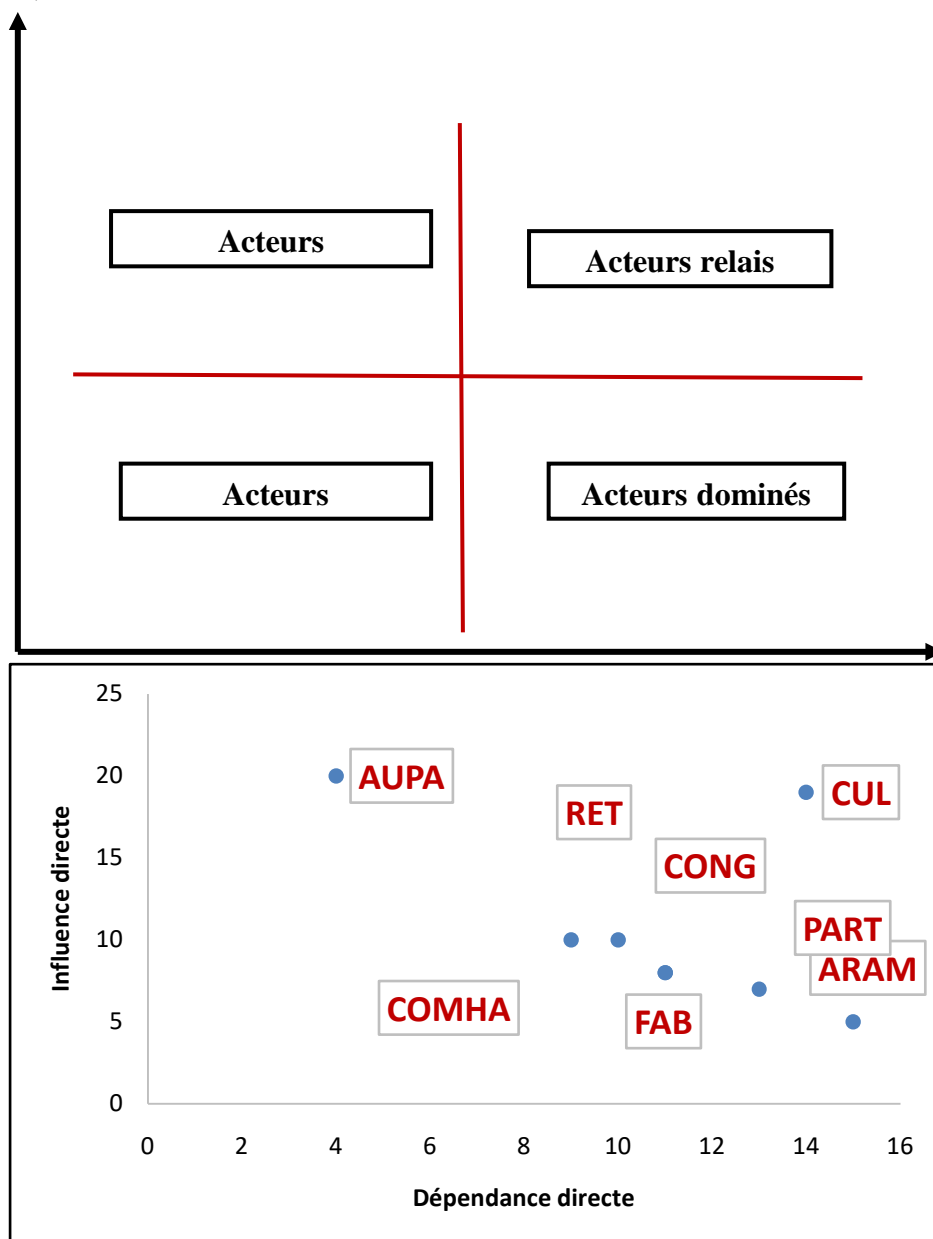 Acteurs
Acteurs relais
Acteurs
Acteurs dominés
25
20
15
10
5
0
Influence directe
AUPA
RET
CUL
CONG
PART
ARAM
COMHA
FAB
0 2 4 6 8 10 12 14 16
Dépendance directe